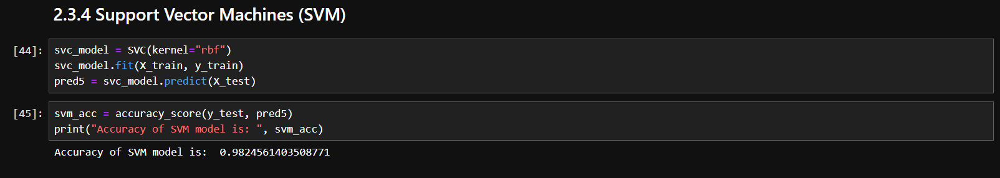 2.3.4 Support Vector Machines (SVM)
[44]: svc_model = SVC(kernel="rbf")
svc_model.fit(X_train, y_train)
pred5 = svc_model.predict(X_test)
[45]: svm_acc = accuracy_score(y_test, pred5)
print("Accuracy of SVM model is: ", svm_acc)
Accuracy of SVM model is:  0.9824561403508771